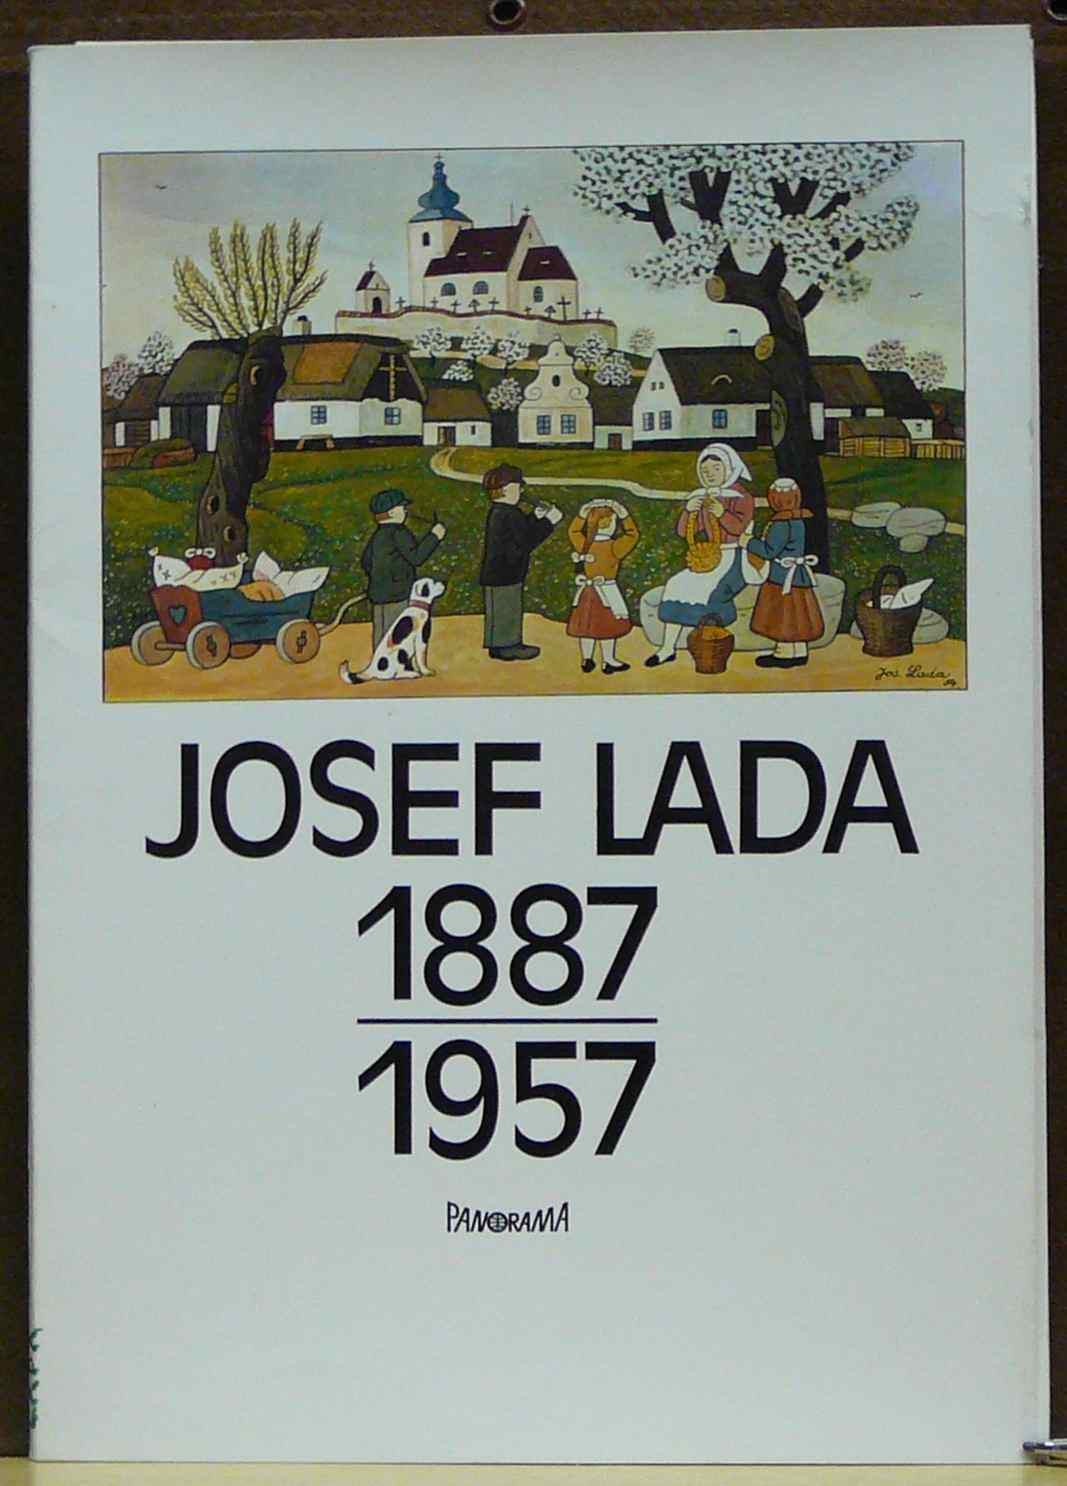 Jos. Lada
JOSEF LADA
1887
1957
PANORAMA